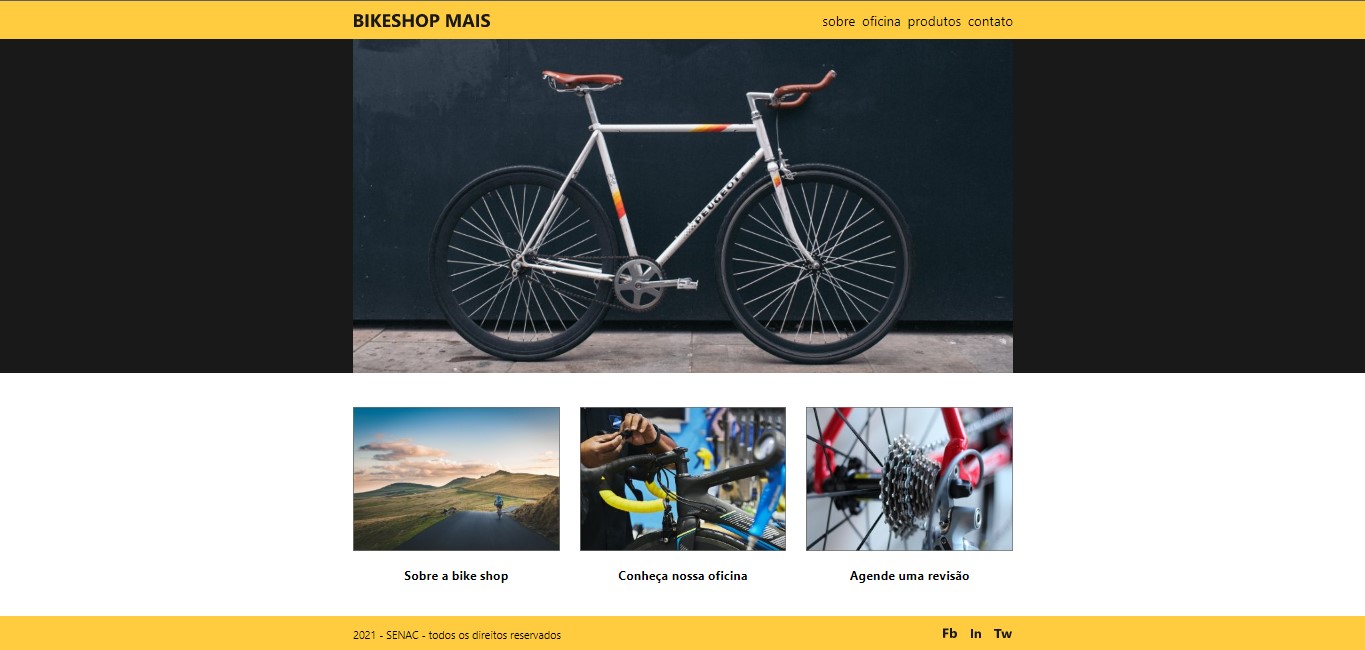 BIKESHOP MAIS
sobre oficina produtos contato
PEUGEOT
Sobre a bike shop
Conheça nossa oficina
Agende uma revisão
2021 - SENAC - todos os direitos reservados
Fb In Tw